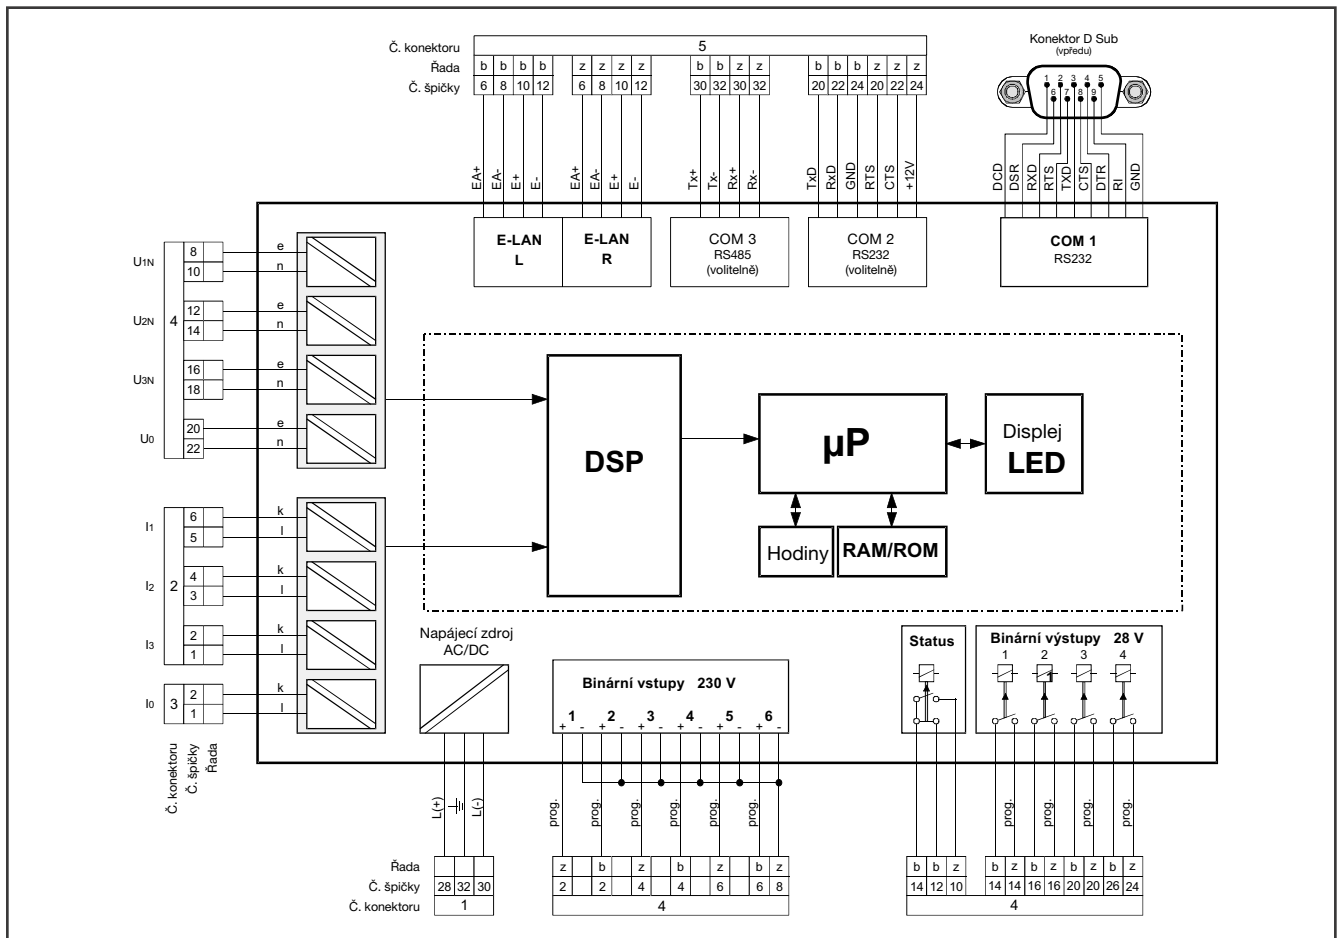 Č. konektoru 5
Řada b b b b z z z z b b z z b b b z z z
Č. špičky 6 8 10 12 6 8 10 12 30 32 30 32 20 22 24 20 22 24
EA+ EA- E+ E- EA+ EA- E+ E- Tx+ Tx- Rx+ Rx- TxD RxD GND RTS CTS +12V
Konektor D Sub
(vpředu)
1 2 3 4 5
6 7 8 9
DCD DSR RXD RTS TXD CTS DTR RI GND
E-LAN
L
E-LAN
R
COM 3
RS485
(volitelně)
COM 2
RS232
(volitelně)
COM 1
RS232
U1N 8 e
10 n
U2N 4 12 e
14 n
U3N 16 e
18 n
U0 20 e
22 n
I1 6 k
5 l
I2 2 4 k
3 l
I3 2 k
1 l
I0 3 2 k
1 l
Č. konektoru
Č. špičky
Řada
DSP
µP
Displej
LED
Hodiny
RAM/ROM
Napájecí zdroj
AC/DC
L(+) L(-)
Řada
Č. špičky 28 32 30
Č. konektoru 1
Binární vstupy 230 V
1 2 3 4 5 6
+ - + - + - + - + - + -
prog. prog. prog. prog. prog. prog.
z b z b z b z
2 2 4 4 6 6 8
4
Status
Binární výstupy 28 V
1 2 3 4
1
prog. prog. prog. prog.
b b z b z b z b z b z
14 12 10 14 14 16 16 20 20 26 24
4